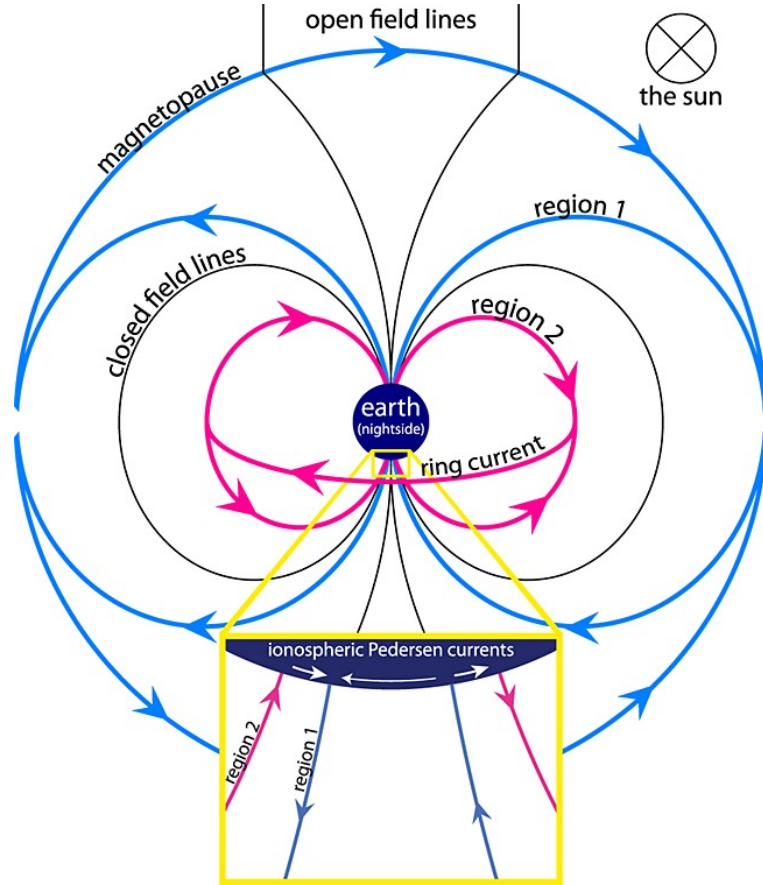 open field lines
the sun
magnetopause
region 1
closed field lines
region 2
earth
(nightside)
ring current
ionospheric Pedersen currents
region 2
region 1